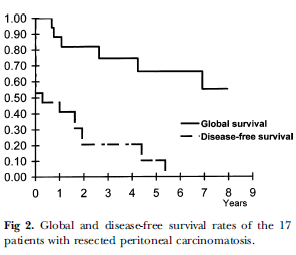 1.00
0.90
0.80
0.70
0.60
0.50
0.40
0.30
0.20
0.10
0.00
0 1 2 3 4 5 6 7 8 9
Years
Global survival
Disease-free survival
Fig 2. Global and disease-free survival rates of the 17
patients with resected peritoneal carcinomatosis.